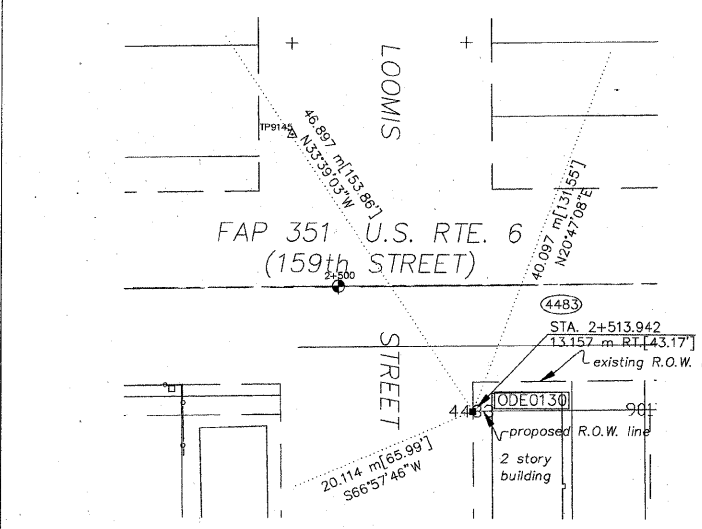 LOOMIS
TP9145
46.897 m[153.86']
N33°39'03"W
40.097 m[131.55']
N20°47'08"E
FAP 351 U.S. RTE. 6
(159th STREET)
2+500
4483
STA. 2+513.942
13.157 m RT.[43.17']
existing R.O.W.
STREET
ODE0130
4483
901
proposed R.O.W. line
2 story
building
20.114 m[65.99']
S66°57'46"W